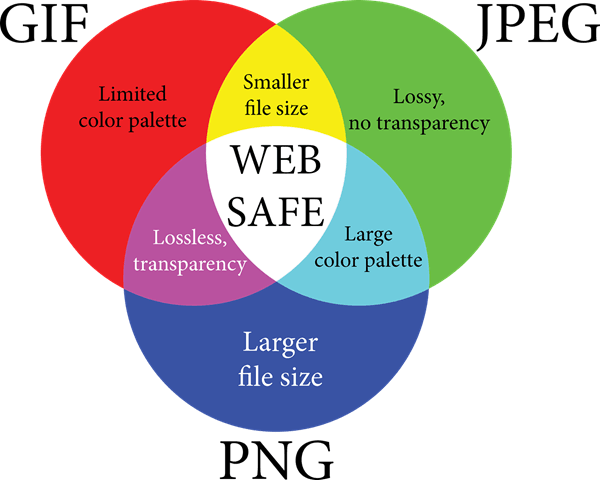 GIF
JPEG
Limited
color palette
Smaller
file size
Lossy,
no transparency
WEB
SAFE
Lossless,
transparency
Large
color palette
Larger
file size
PNG